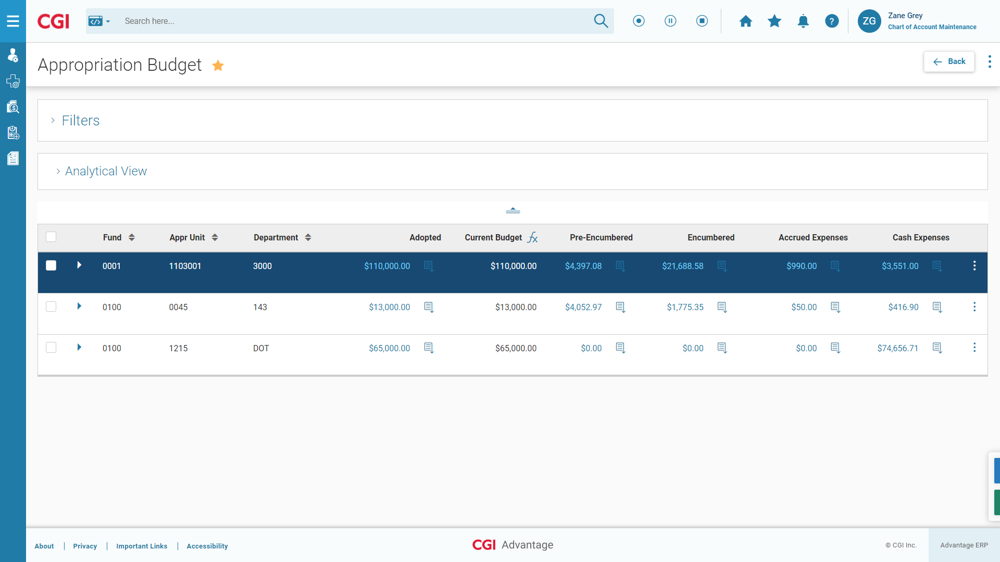 CGI
Search here...
ZG
Zane Grey
Chart of Account Maintenance
Appropriation Budget
Back
Filters
Analytical View
Fund Appr Unit Department Adopted Current Budget fx Pre-Encumbered Encumbered Accrued Expenses Cash Expenses
0001 1103001 3000 $110,000.00 $110,000.00 $4,397.08 $21,688.58 $990.00 $3,551.00
0100 0045 143 $13,000.00 $13,000.00 $4,052.97 $1,775.35 $50.00 $416.90
0100 1215 DOT $65,000.00 $65,000.00 $0.00 $0.00 $0.00 $74,656.71
About | Privacy | Important Links | Accessibility
CGI Advantage
© CGI Inc.
Advantage ERP